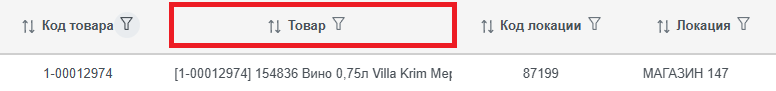 Код товара Товар Код локации Локация
1-00012974 [1-00012974] 154836 Вино 0,75л Villa Krim Мер 87199 МАГАЗИН 147